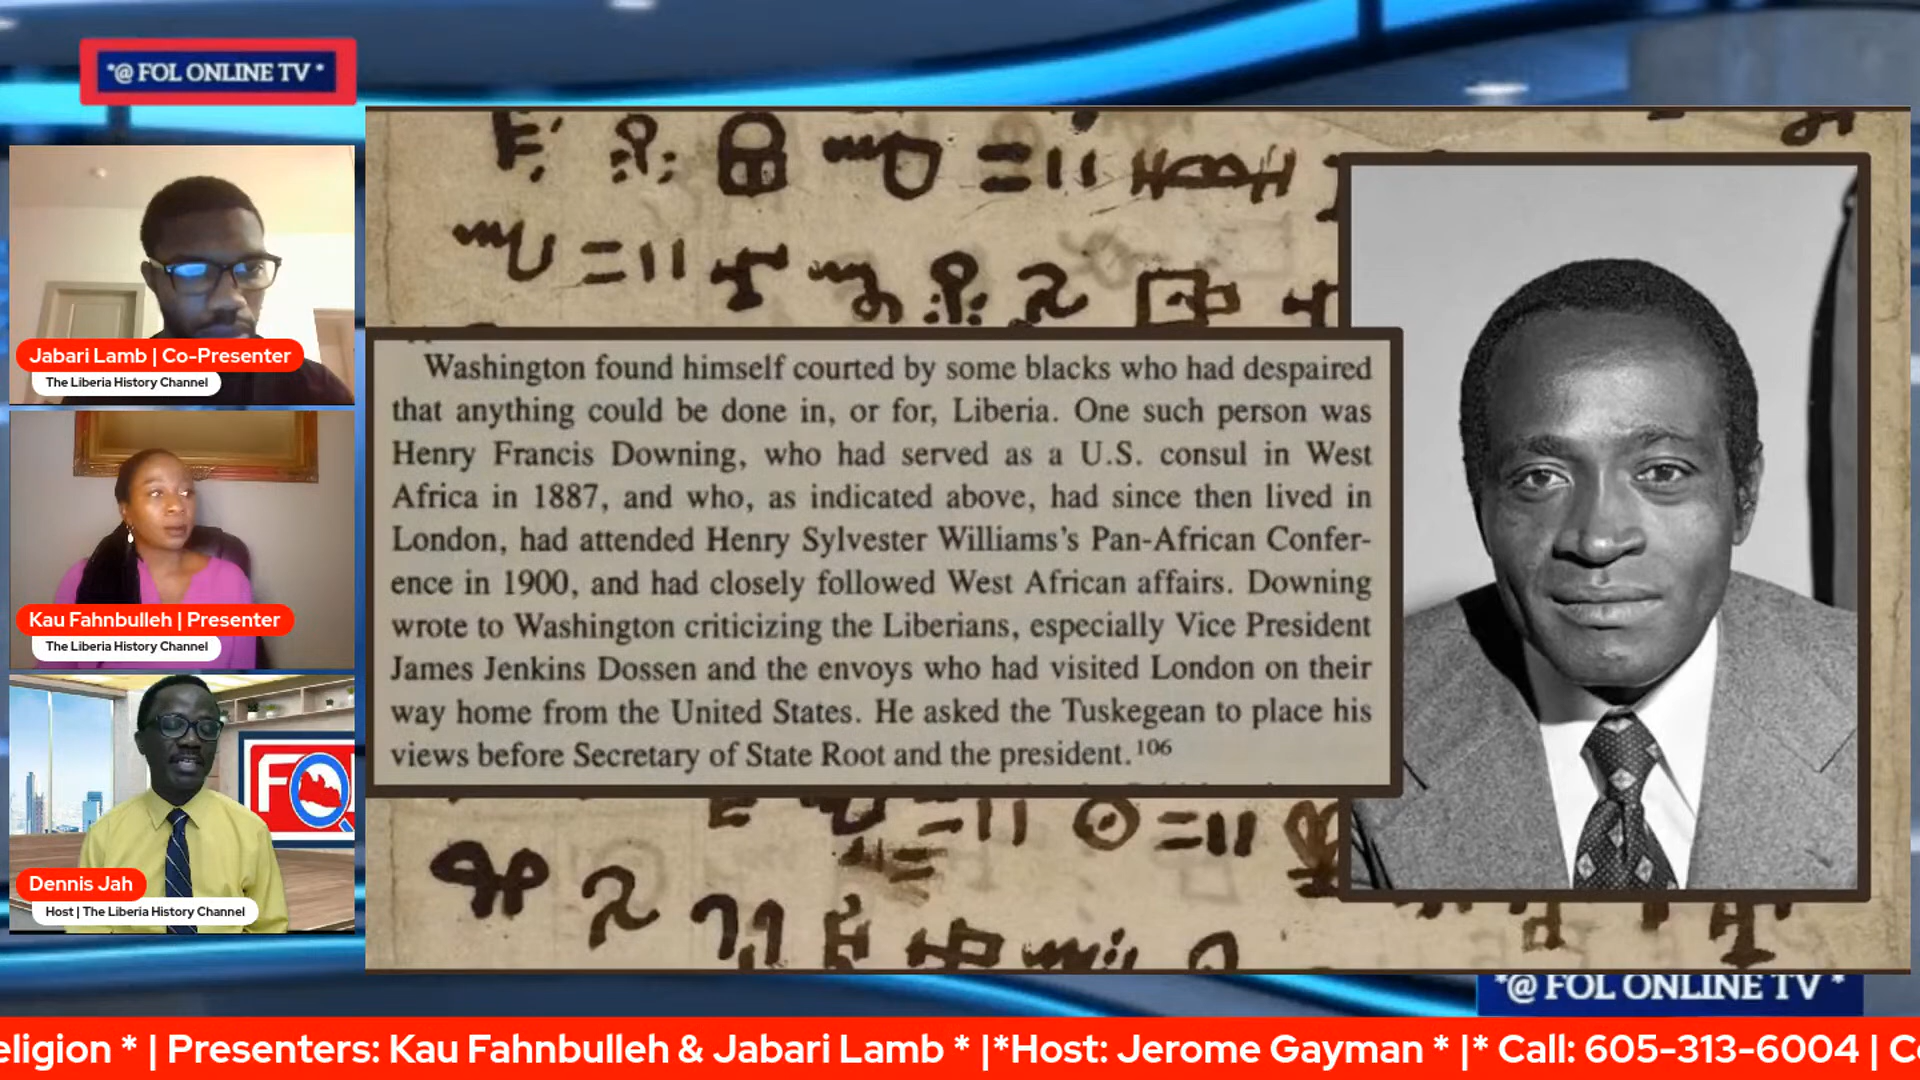 *@ FOL ONLINE TV *
Jabari Lamb | Co-Presenter
The Liberia History Channel
Kau Fahnbulleh | Presenter
The Liberia History Channel
Dennis Jah
Host | The Liberia History Channel
Washington found himself courted by some blacks who had despaired
that anything could be done in, or for, Liberia. One such person was
Henry Francis Downing, who had served as a U.S. consul in West
Africa in 1887, and who, as indicated above, had since then lived in
London, had attended Henry Sylvester Williams's Pan-African Confer-
ence in 1900, and had closely followed West African affairs. Downing
wrote to Washington criticizing the Liberians, especially Vice President
James Jenkins Dossen and the envoys who had visited London on their
way home from the United States. He asked the Tuskegean to place his
views before Secretary of State Root and the president.106
*@ FOL ONLINE TV *
eligion * | Presenters: Kau Fahnbulleh & Jabari Lamb * |*Host: Jerome Gayman * |* Call: 605-313-6004 |